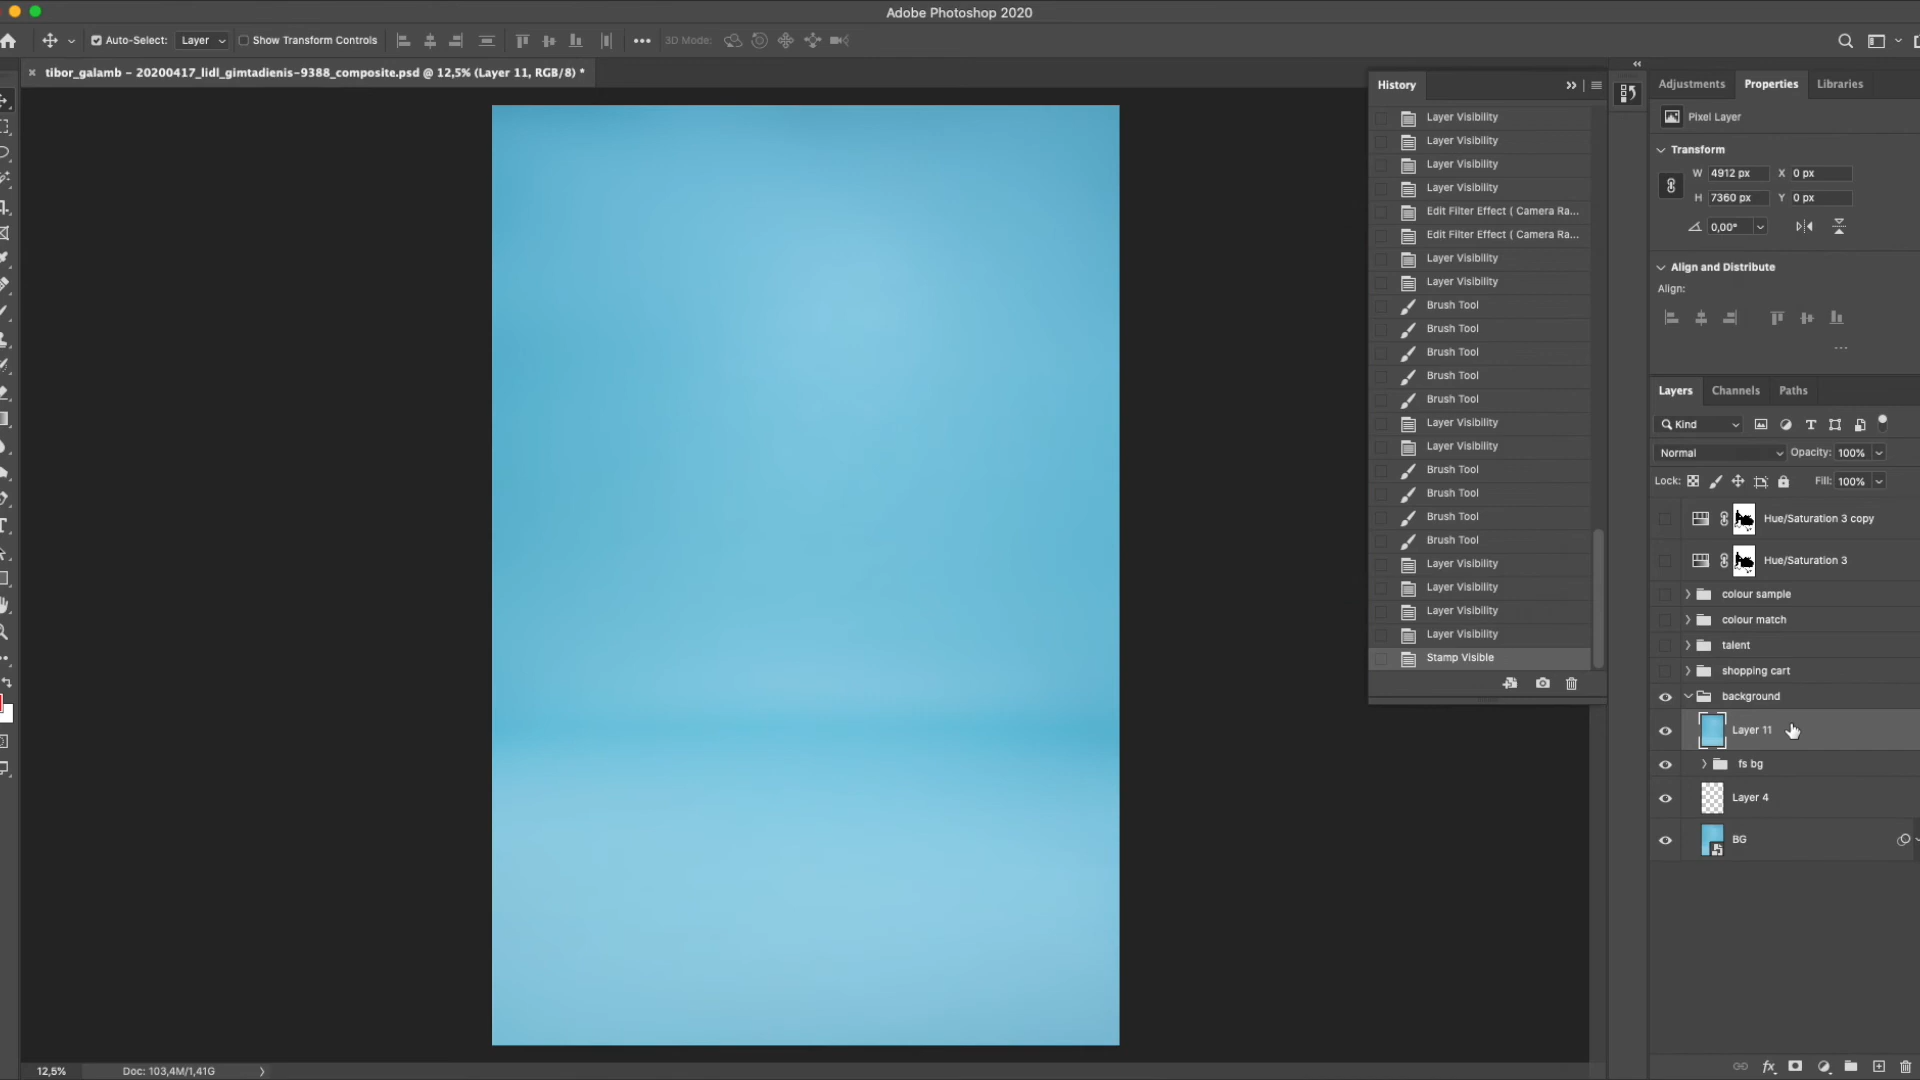 Adobe Photoshop 2020
Auto-Select: Layer Show Transform Controls 3D Mode:
tibor_galamb – 20200417_lidl_gimtadienis-9388_composite.psd @ 12,5% (Layer 11, RGB/8) *
History
Layer Visibility
Layer Visibility
Layer Visibility
Layer Visibility
Edit Filter Effect ( Camera Ra...
Edit Filter Effect ( Camera Ra...
Layer Visibility
Layer Visibility
Brush Tool
Brush Tool
Brush Tool
Brush Tool
Brush Tool
Layer Visibility
Layer Visibility
Brush Tool
Brush Tool
Brush Tool
Brush Tool
Layer Visibility
Layer Visibility
Layer Visibility
Layer Visibility
Stamp Visible
Adjustments Properties Libraries
Pixel Layer
Transform
W 4912 px X 0 px
H 7360 px Y 0 px
0,00°
Align and Distribute
Align:
Layers Channels Paths
Kind
Normal Opacity: 100%
Lock: Fill: 100%
Hue/Saturation 3 copy
Hue/Saturation 3
colour sample
colour match
talent
shopping cart
background
Layer 11
fs bg
Layer 4
BG
12,5% Doc: 103,4M/1,41G